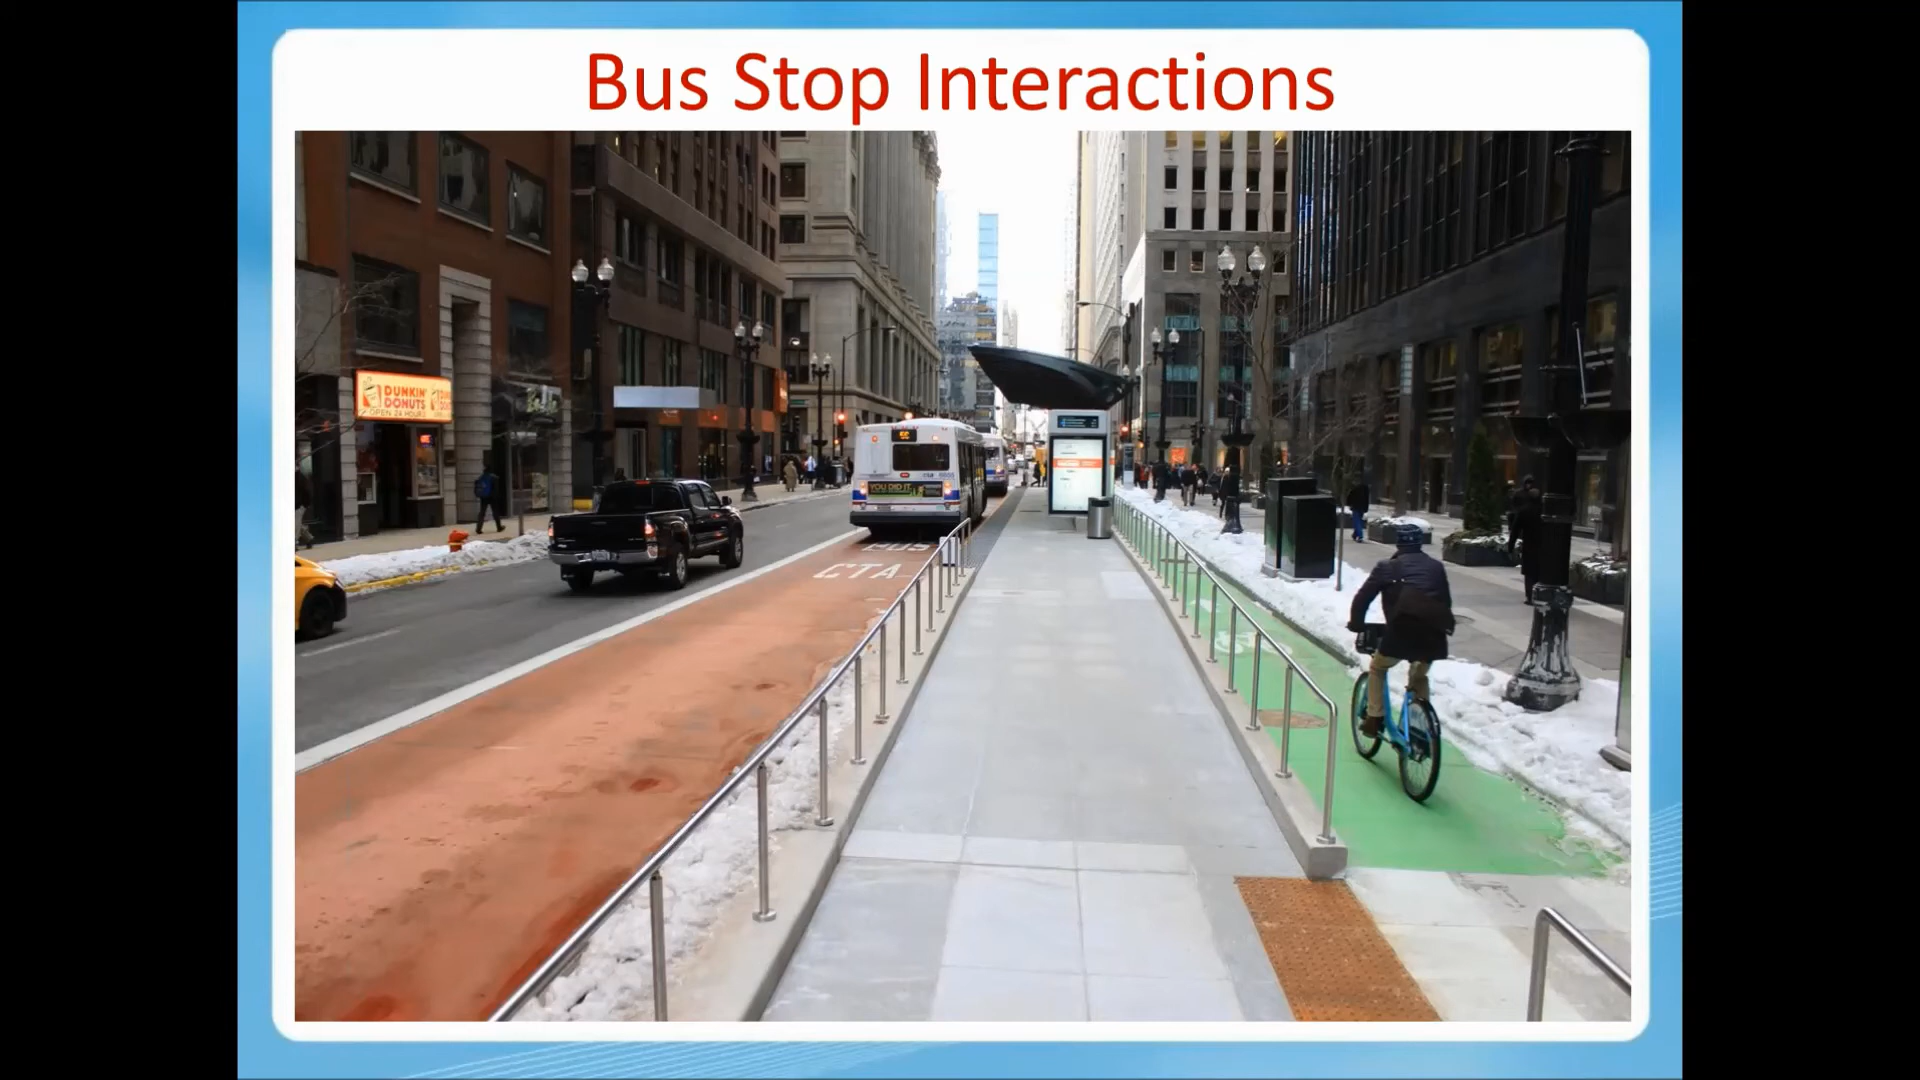 Bus Stop Interactions
DUNKIN'
DONUTS
OPEN 24 HOURS
YOU DID IT
BUS
CTA